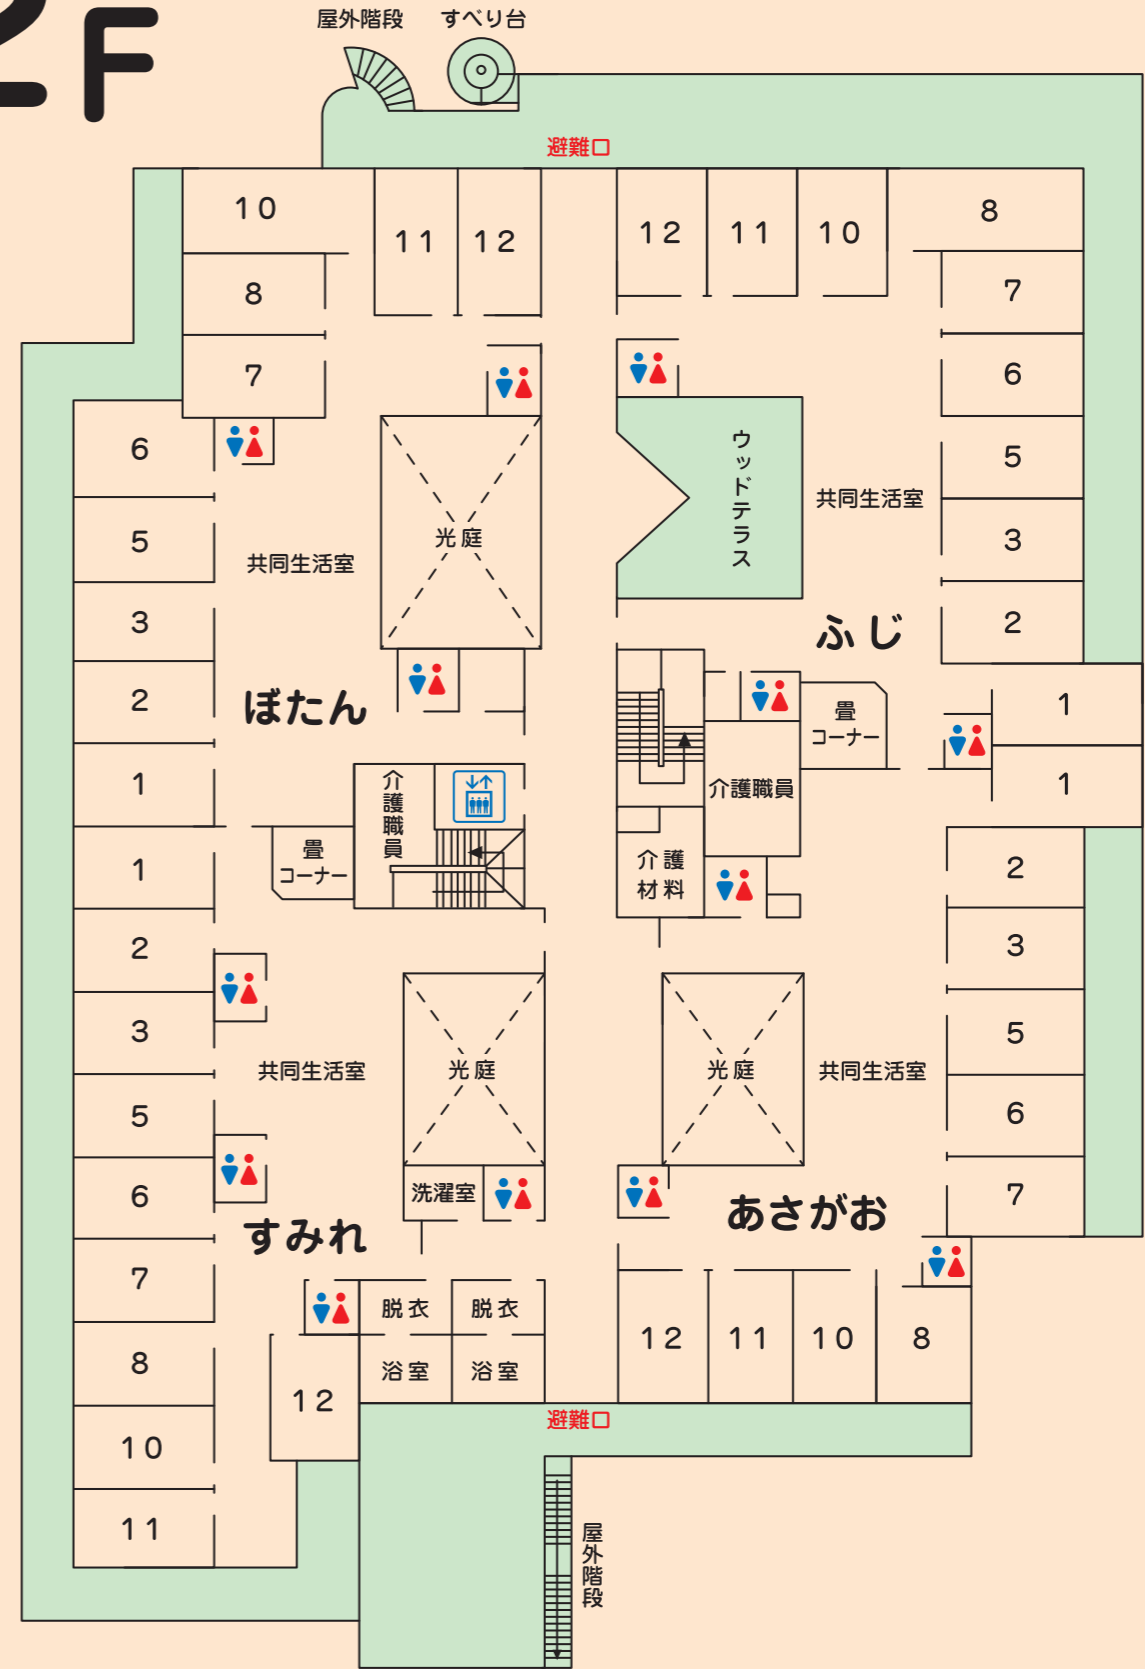 2F
屋外階段
すべり台
避難口
10
11
12
12
11
10
8
8
7
7
6
6
5
3
2
1
5
3
2
1
共同生活室
光庭
ウッドテラス
共同生活室
ふじ
ぼたん
介護職員
畳
コーナー
介護職員
畳
コーナー
介護
材料
1
2
3
5
6
7
8
10
11
1
2
3
5
6
7
共同生活室
光庭
光庭
共同生活室
洗濯室
すみれ
あさがお
脱衣
脱衣
浴室
浴室
12
12
11
10
8
避難口
屋外階段